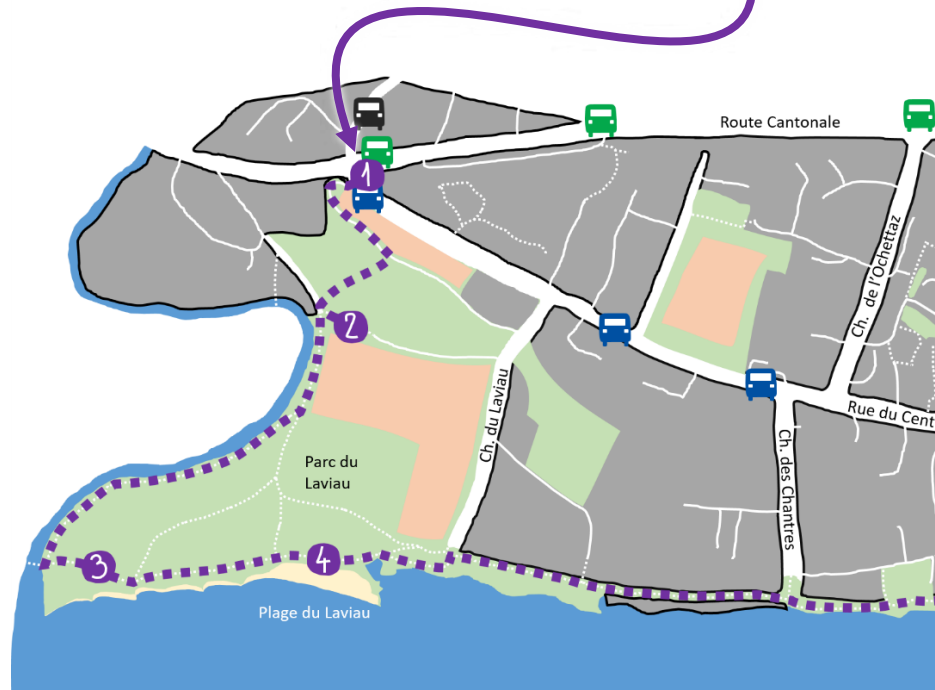 Route Cantonale
1
Ch. de l'Ochettaz
2
Ch. du Laviau
Rue du Cent
Ch. des Chantres
Parc du
Laviau
3
4
Plage du Laviau